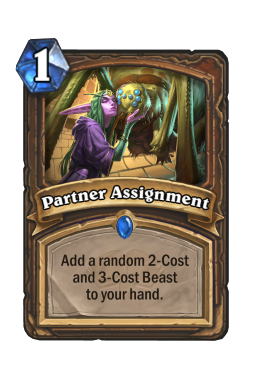 1
Partner Assignment
Add a random 2-Cost
and 3-Cost Beast
to your hand.